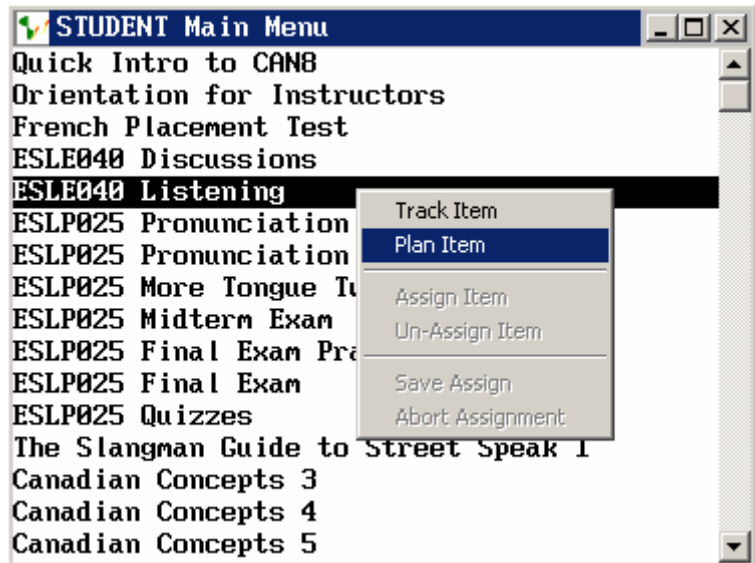 STUDENT Main Menu
Quick Intro to CAN8
Orientation for Instructors
French Placement Test
ESLE040 Discussions
ESLE040 Listening
ESLP025 Pronunciation
ESLP025 Pronunciation
ESLP025 More Tongue
ESLP025 Midterm Exam
ESLP025 Final Exam
ESLP025 Final Exam
ESLP025 Quizzes
The Slangman Guide to Street Speak 1
Canadian Concepts 3
Canadian Concepts 4
Canadian Concepts 5
Track Item
Plan Item
Assign Item
Un-Assign Item
Save Assign
Abort Assignment